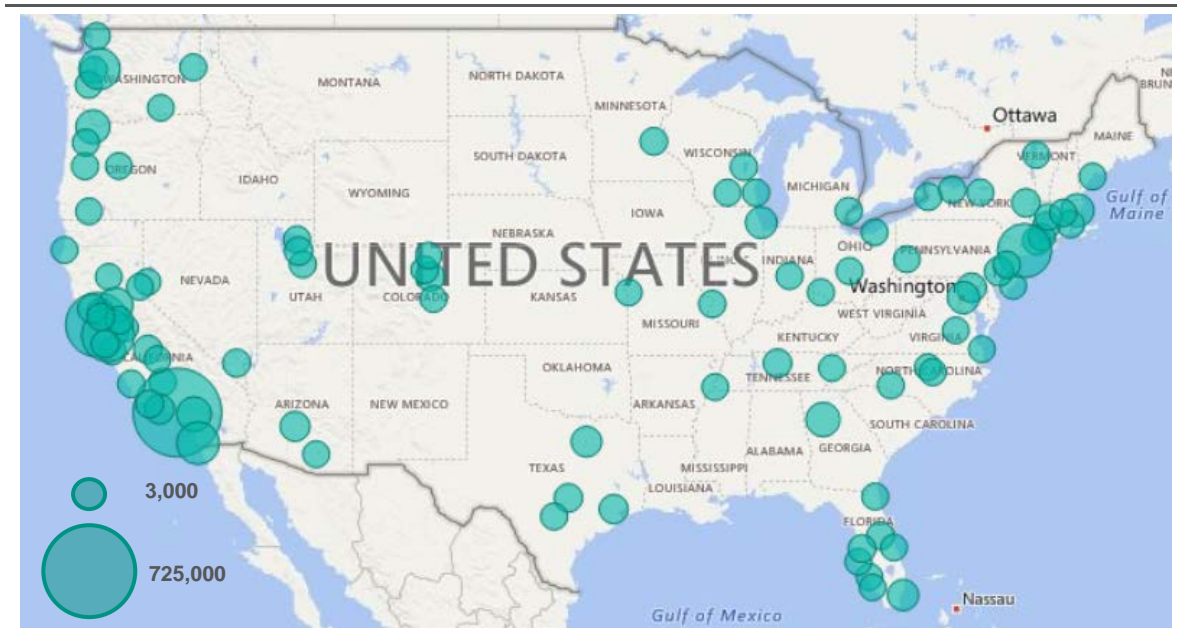 Ottawa
NE
BRUN
WASHINGTON
MONTANA
NORTH DAKOTA
MINNESOTA
MAINE
OREGON
IDAHO
SOUTH DAKOTA
WISCONSIN
VERMONT
WYOMING
MICHIGAN
NEW YORK
Gulf of
Maine
IOWA
NEBRASKA
UNITED STATES
NEVADA
UTAH
COLORADO
KANSAS
ILLINOIS
INDIANA
OHIO
PENNSYLVANIA
Washington
MISSOURI
WEST VIRGINIA
KENTUCKY
VIRGINIA
CALIFORNIA
OKLAHOMA
TENNESSEE
NORTH CAROLINA
ARIZONA
NEW MEXICO
ARKANSAS
SOUTH CAROLINA
ALABAMA
GEORGIA
TEXAS
MISSISSIPPI
LOUISIANA
3,000
FLORIDA
725,000
Nassau
Gulf of Mexico